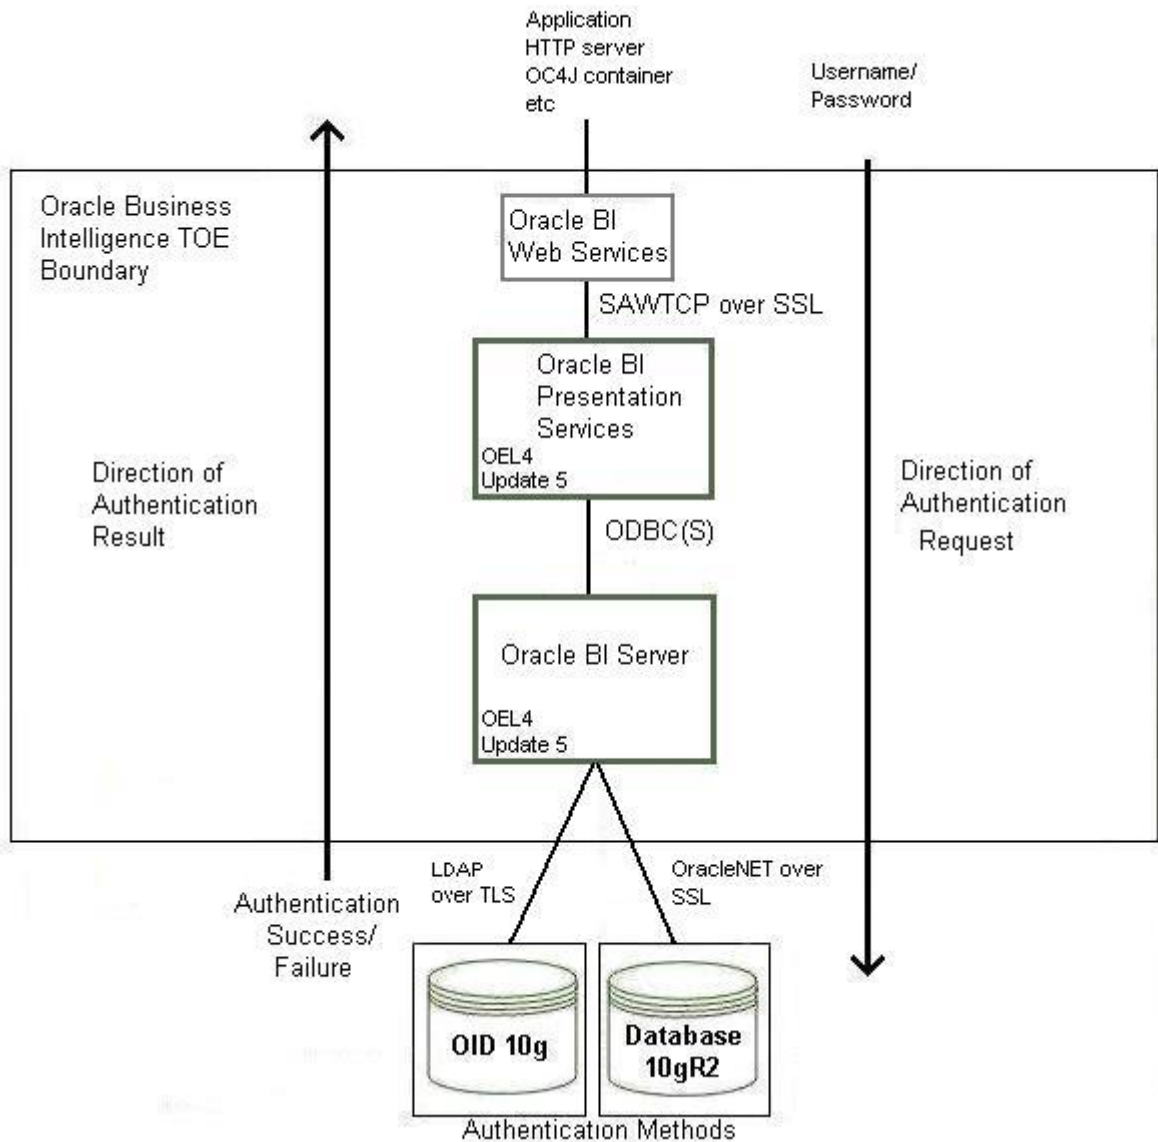 Application
HTTP server
OC4J container
etc
Username/
Password
Oracle Business
Intelligence TOE
Boundary
Oracle BI
Web Services
SAWTCP over SSL
Oracle BI
Presentation
Services
OEL4
Update 5
Direction of
Authentication
Result
Direction of
Authentication
Request
ODBC(S)
Oracle BI Server
OEL4
Update 5
LDAP
over TLS
OracleNET over
SSL
Authentication
Success/
Failure
OID 10g
Database
10gR2
Authentication Methods